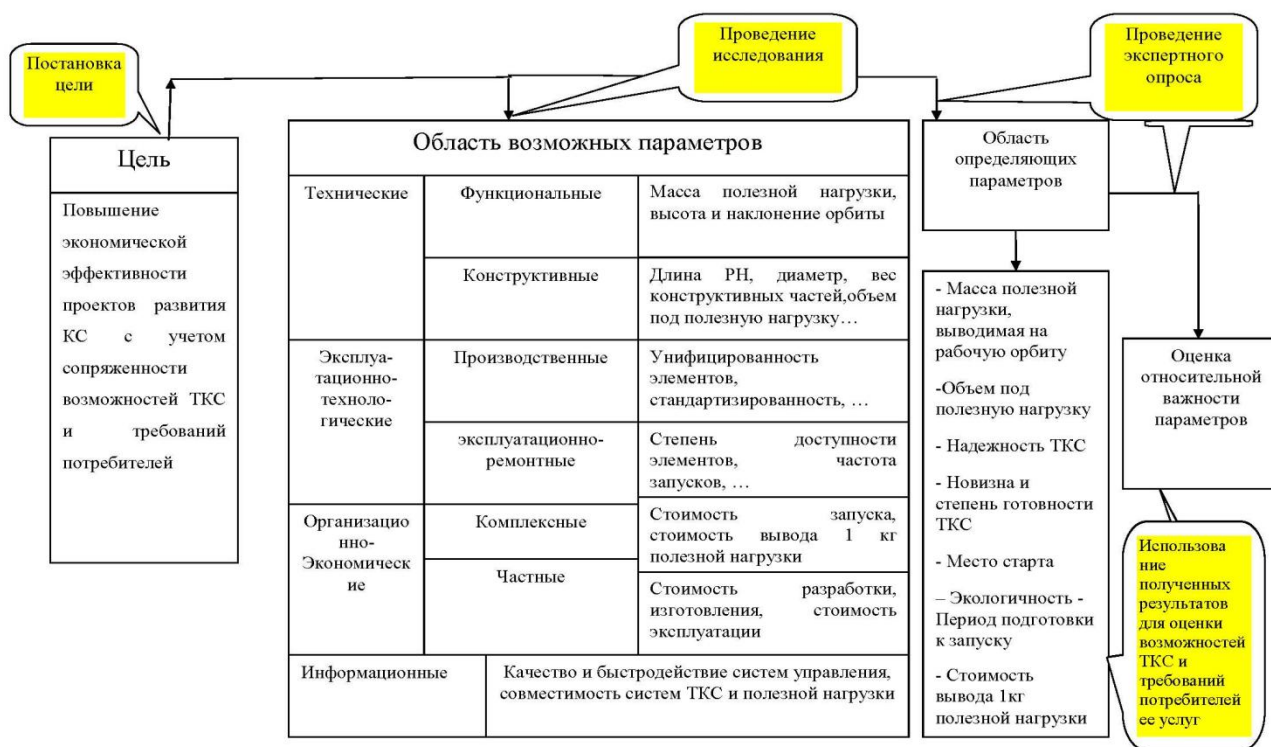 Постановка
цели
Проведение
исследования
Проведение
экспертного
опроса
Цель
Повышение
экономической
эффективности
проектов развития
КС с учетом
сопряженности
возможностей ТКС
и требований
потребителей
Область возможных параметров
Технические
Функциональные
Масса полезной нагрузки,
высота и наклонение орбиты
Конструктивные
Длина РН, диаметр, вес
конструктивных частей,объем
под полезную нагрузку…
Эксплуа-
тационно-
техноло-
гические
Производственные
Унифицированность
элементов,
стандартизированность, …
эксплуатационно-
ремонтные
Степень доступности
элементов, частота
запусков, …
Организацио
нно-
Экономическ
ие
Комплексные
Стоимость запуска,
стоимость вывода 1 кг
полезной нагрузки
Частные
Стоимость разработки,
изготовления, стоимость
эксплуатации
Информационные
Качество и быстродействие систем управления,
совместимость систем ТКС и полезной нагрузки
Область
определяющих
параметров
- Масса полезной
нагрузки,
выводимая на
рабочую орбиту
-Объем под
полезную нагрузку
- Надежность ТКС
- Новизна и
степень готовности
ТКС
- Место старта
– Экологичность -
Период подготовки
к запуску
- Стоимость
вывода 1кг
полезной нагрузки
Оценка
относительной
важности
параметров
Использова
ние
полученных
результатов
для оценки
возможностей
ТКС и
требований
потребителей
ее услуг